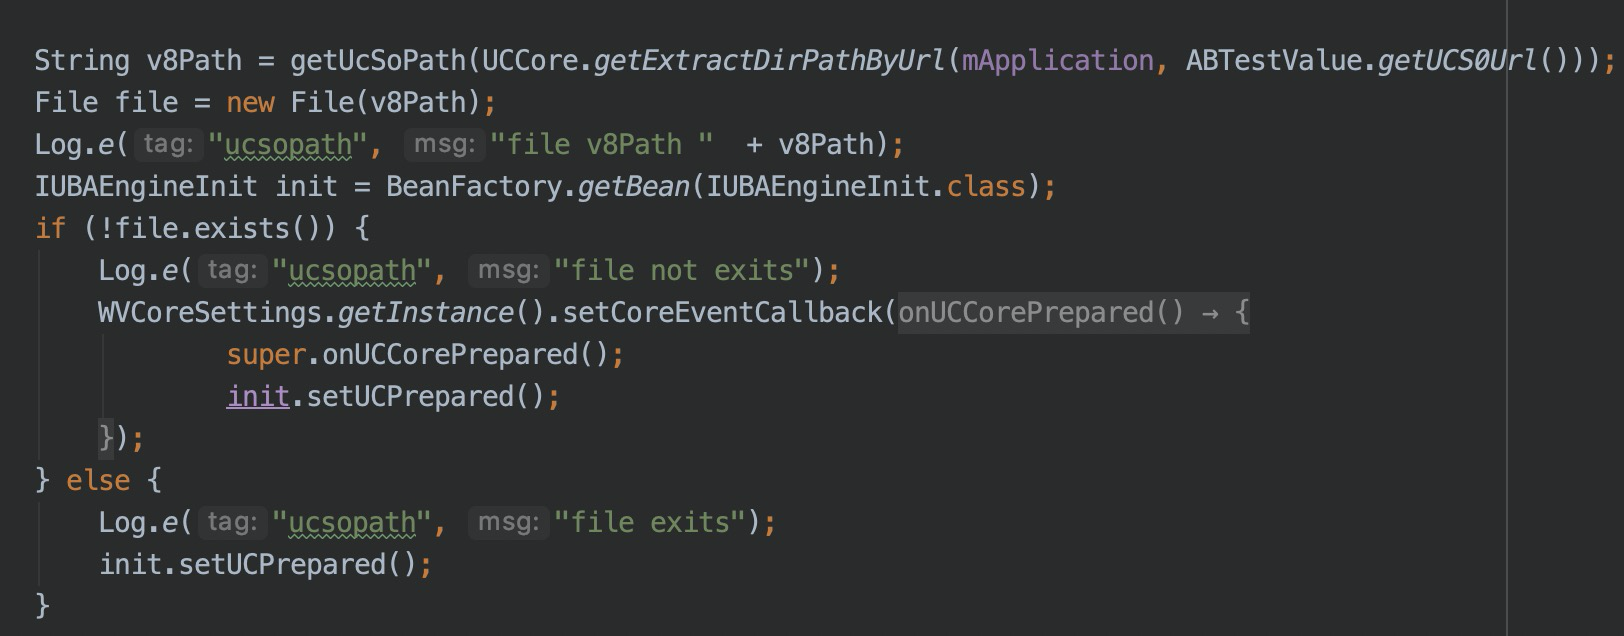 String v8Path = getUcSoPath(UCCore.getExtractDirPathByUrl(mApplication, ABTestValue.getUCS0Url()));
File file = new File(v8Path);
Log.e( tag: "ucsopath", msg: "file v8Path " + v8Path);
IUBAEngineInit init = BeanFactory.getBean(IUBAEngineInit.class);
if (!file.exists()) {
Log.e( tag: "ucsopath", msg: "file not exits");
WVCoreSettings.getInstance().setCoreEventCallback(onUCCorePrepared() → {
super.onUCCorePrepared();
init.setUCPrepared();
});
} else {
Log.e( tag: "ucsopath", msg: "file exits");
init.setUCPrepared();
}